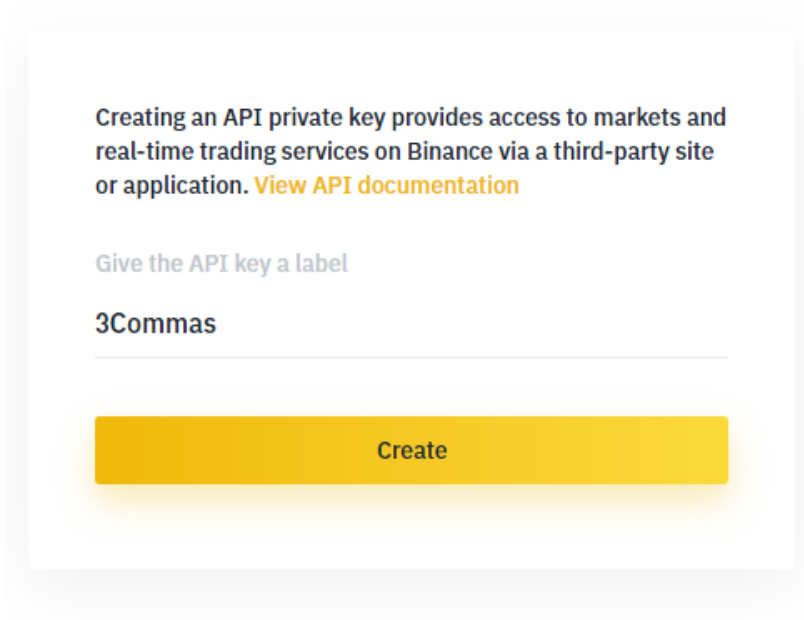 Creating an API private key provides access to markets and
real-time trading services on Binance via a third-party site
or application. View API documentation
Give the API key a label
3Commas
Create